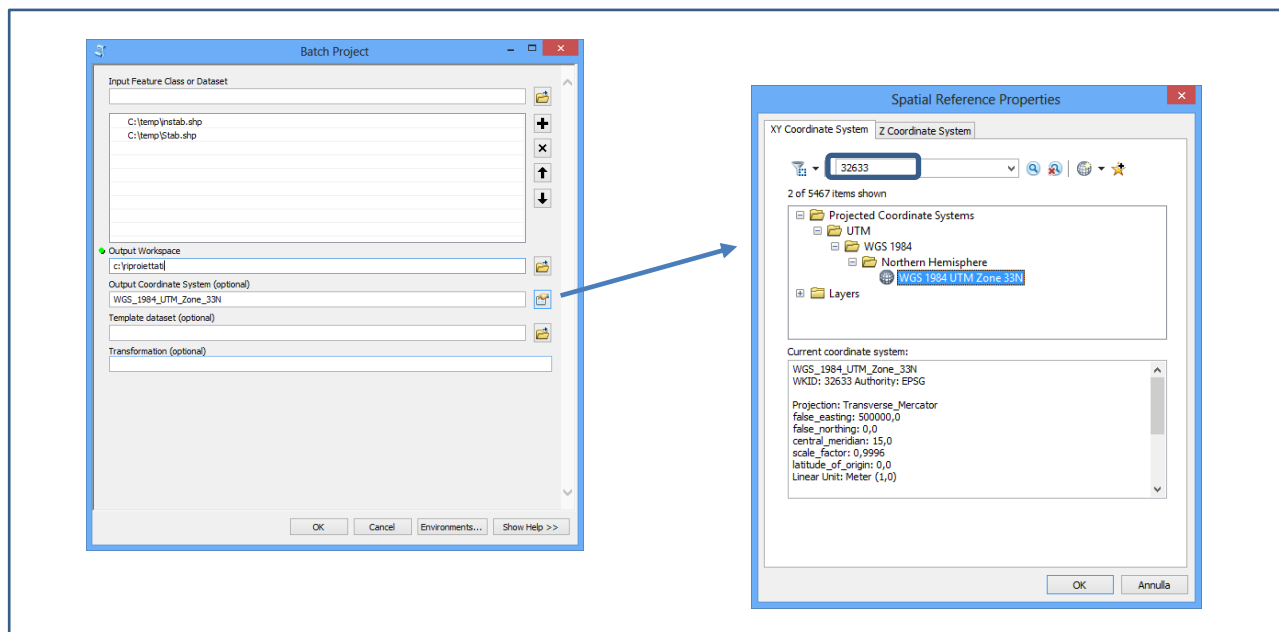 Batch Project
Input Feature Class or Dataset
C:\temp\instab.shp
C:\temp\Stab.shp
Output Workspace
c:\riproiettati
Output Coordinate System (optional)
WGS_1984_UTM_Zone_33N
Template dataset (optional)
Transformation (optional)
OK Cancel Environments... Show Help >>
Spatial Reference Properties
XY Coordinate System Z Coordinate System
32633
2 of 5467 items shown
Projected Coordinate Systems
UTM
WGS 1984
Northern Hemisphere
WGS 1984 UTM Zone 33N
Layers
Current coordinate system:
WGS_1984_UTM_Zone_33N
WKID: 32633 Authority: EPSG
Projection: Transverse_Mercator
false_easting: 500000,0
false_northing: 0,0
central_meridian: 15,0
scale_factor: 0,9996
latitude_of_origin: 0,0
Linear Unit: Meter (1,0)
OK Annulla